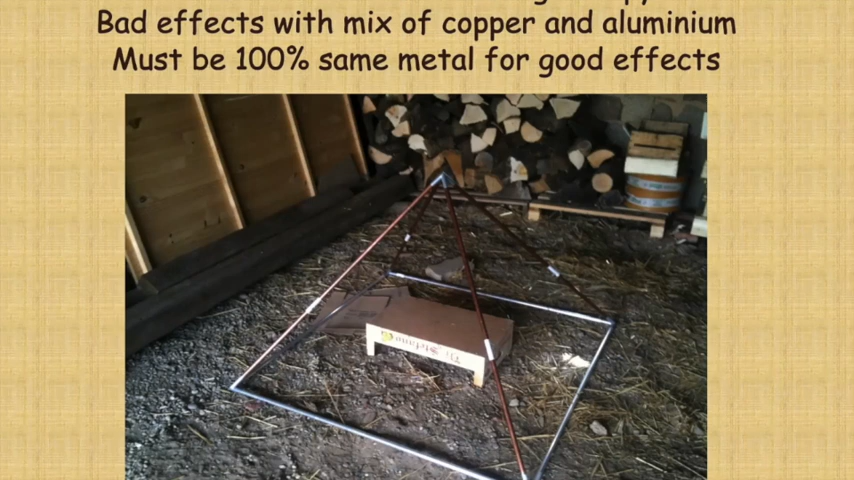 Bad effects with mix of copper and aluminium
Must be 100% same metal for good effects